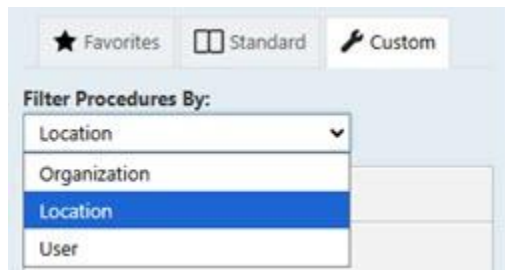 Favorites Standard Custom
Filter Procedures By:
Location
Organization
Location
User